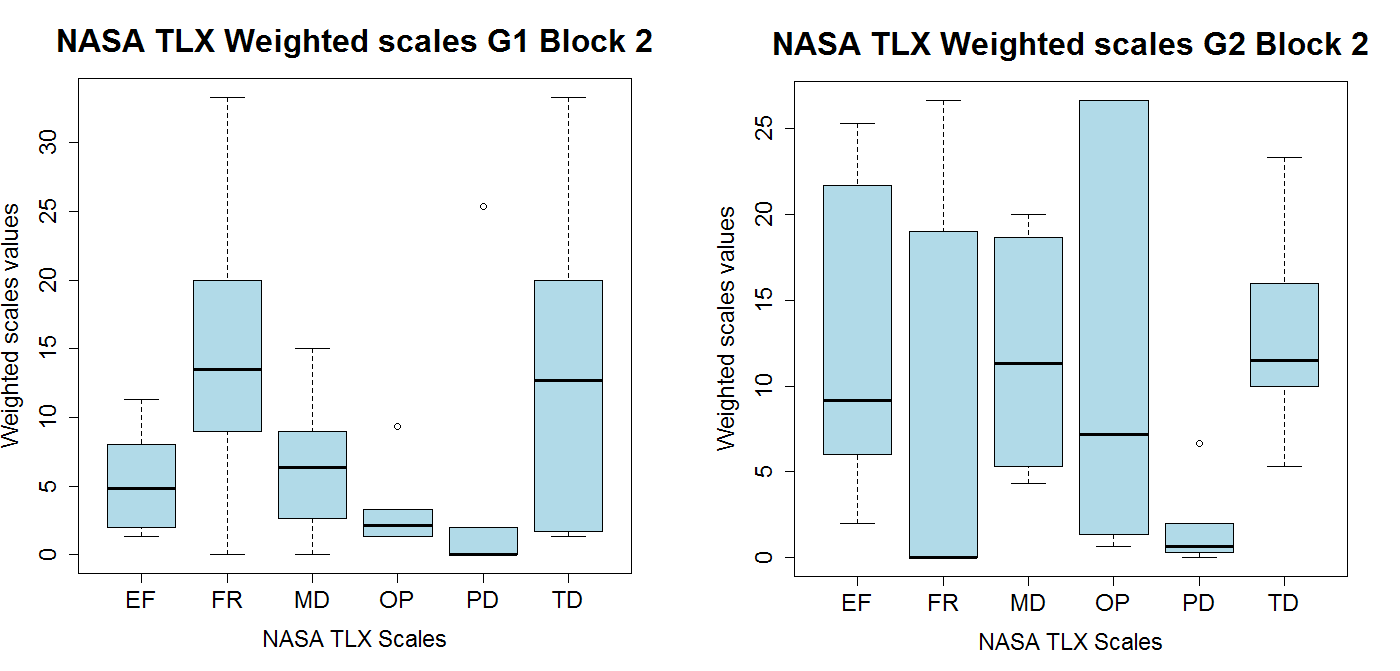 NASA TLX Weighted scales G1 Block 2
Weighted scales values
30
25
20
15
10
5
0
EF FR MD OP PD TD
NASA TLX Scales
NASA TLX Weighted scales G2 Block 2
Weighted scales values
25
20
15
10
5
0
EF FR MD OP PD TD
NASA TLX Scales